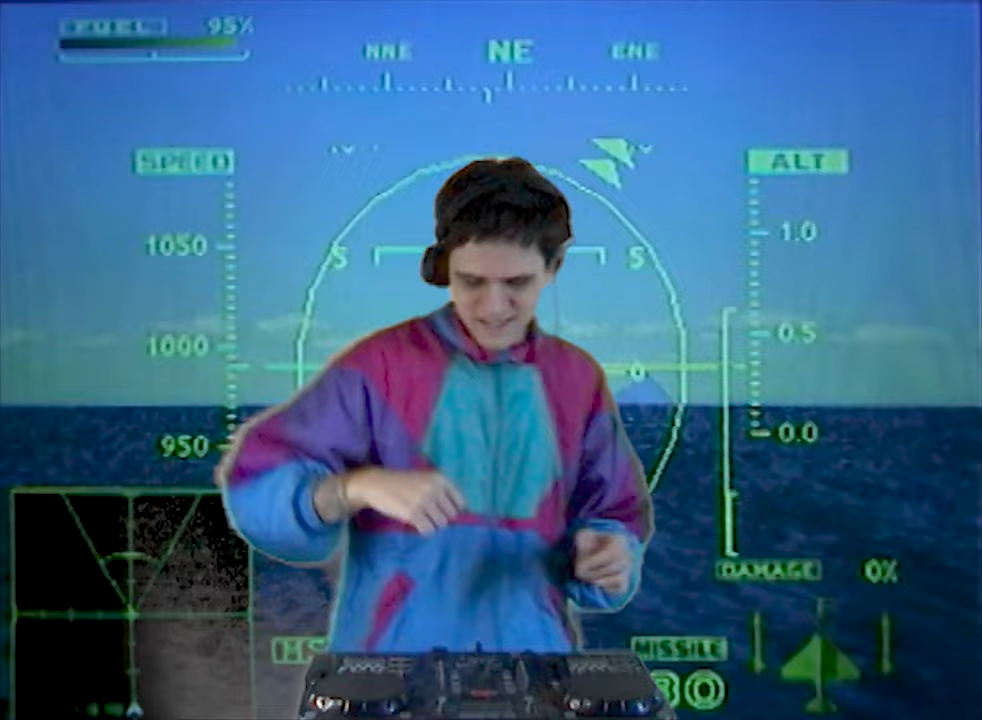 FUEL 95%
NNE NE ENE
SPEED ALT
1050 1.0
S S
1000 0.5
0
950 0.0
DAMAGE 0%
MISSILE